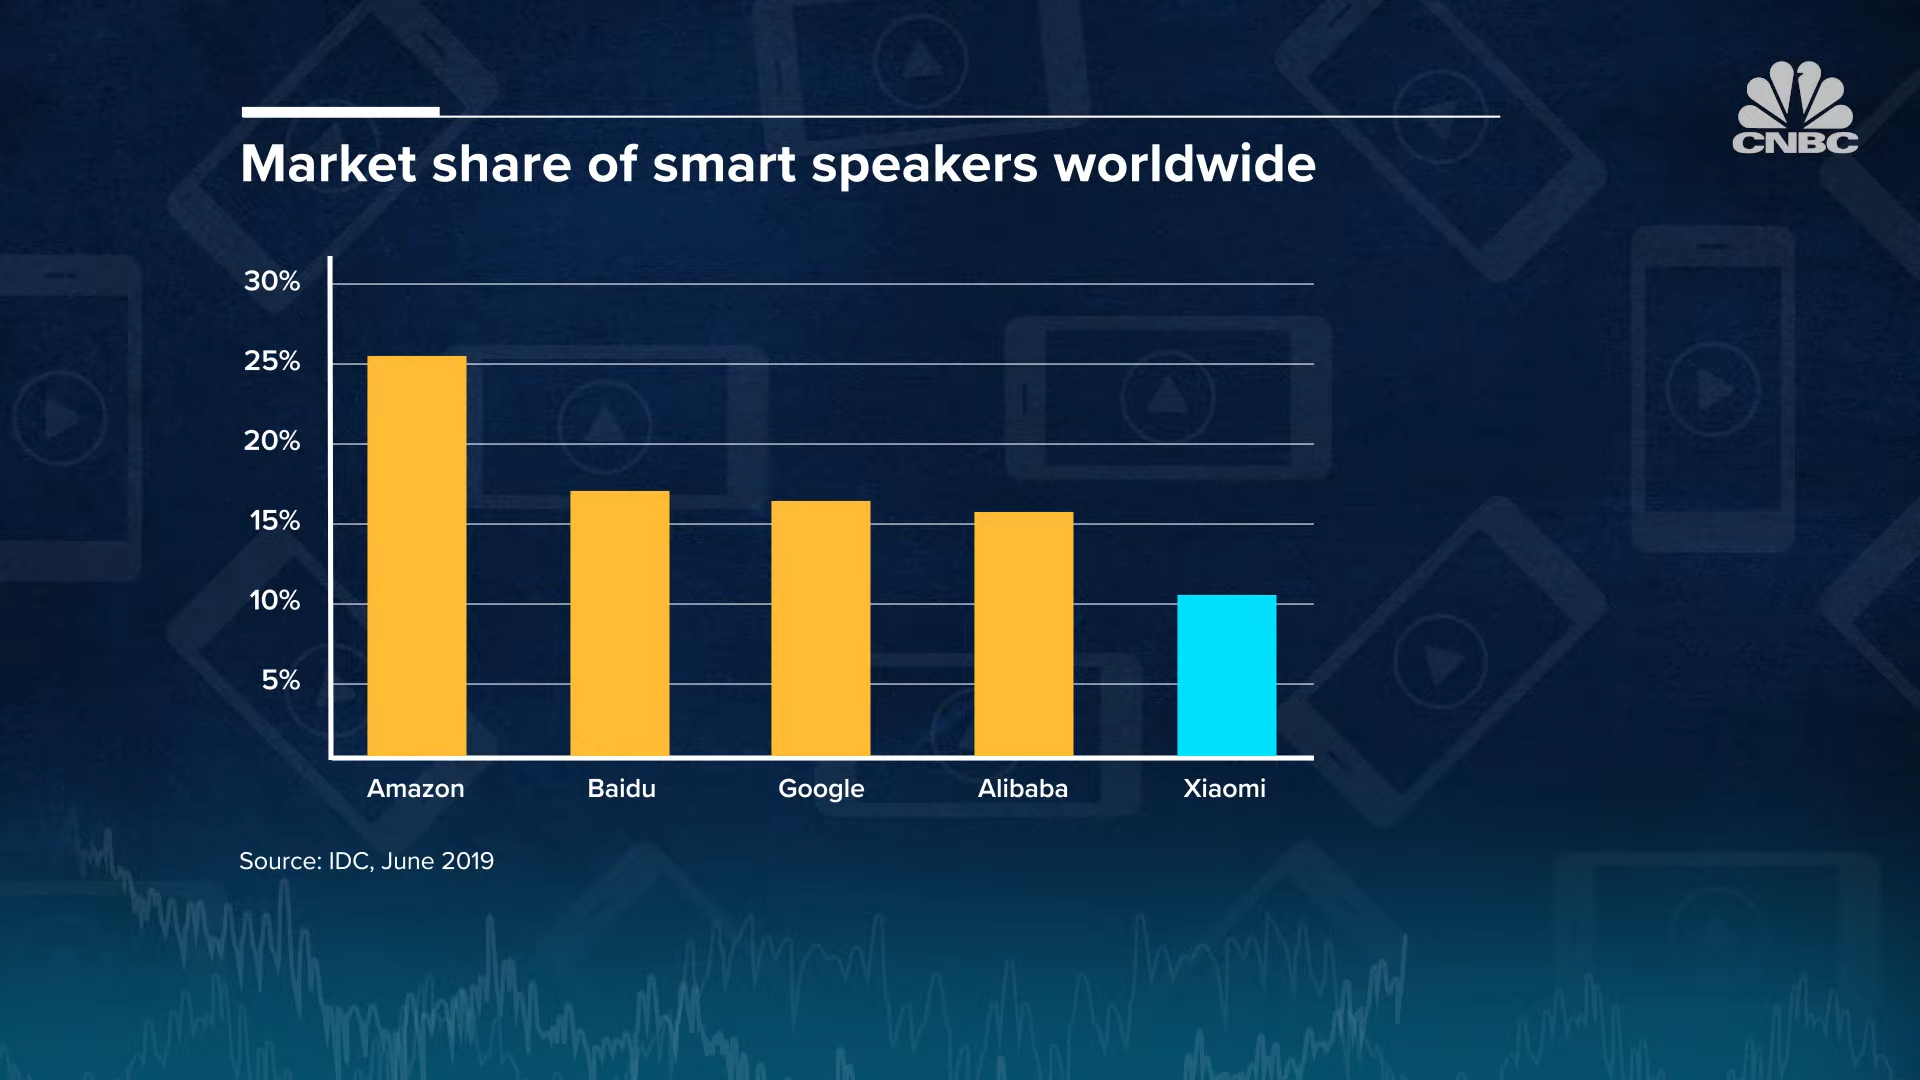 CNBC
Market share of smart speakers worldwide
30%
25%
20%
15%
10%
5%
Amazon Baidu Google Alibaba Xiaomi
Source: IDC, June 2019